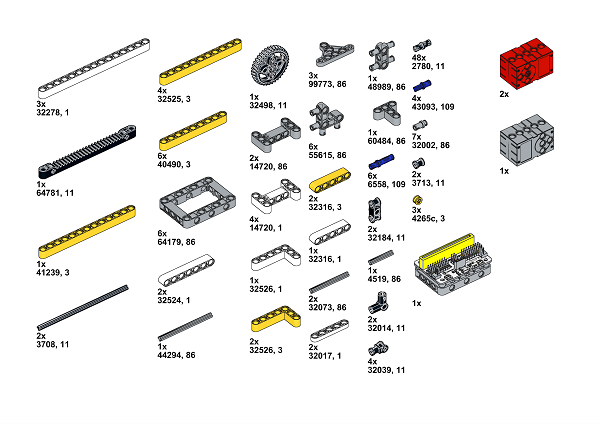 3x
32278, 1
1x
64781, 11
1x
41239, 3
2x
3708, 11
4x
32525, 3
6x
40490, 3
6x
64179, 86
2x
32524, 1
1x
44294, 86
1x
32498, 11
2x
14720, 86
4x
14720, 1
1x
32526, 1
2x
32526, 3
3x
99773, 86
6x
55615, 86
2x
32316, 3
1x
32316, 1
2x
32073, 86
2x
32017, 1
1x
48989, 86
1x
60484, 86
6x
6558, 109
2x
32184, 11
1x
4519, 86
2x
32014, 11
4x
32039, 11
48x
2780, 11
4x
43093, 109
7x
32002, 86
2x
3713, 11
3x
4265c, 3
1x
2x
1x